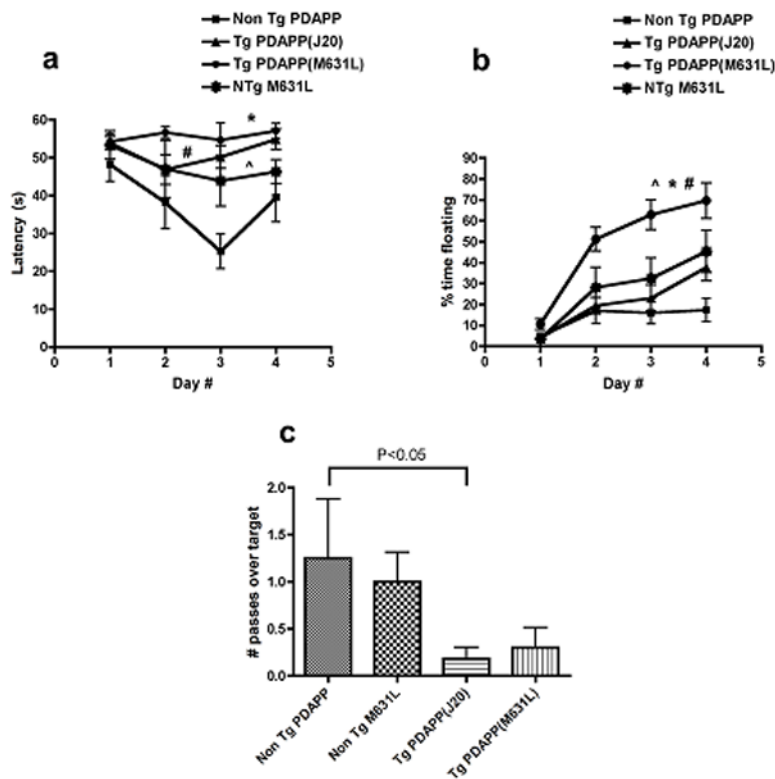 a
Non Tg PDAPP
Tg PDAPP(J20)
Tg PDAPP(M631L)
NTg M631L
Latency (s)
60
50
40
30
20
10
0
*
#
^
0 1 2 3 4 5
Day #
b
Non Tg PDAPP
Tg PDAPP(J20)
Tg PDAPP(M631L)
NTg M631L
% time floating
90
80
70
60
50
40
30
20
10
0
^ * #
0 1 2 3 4 5
Day #
c
P<0.05
# passes over target
2.0
1.5
1.0
0.5
0.0
Non Tg PDAPP
Non Tg M631L
Tg PDAPP(J20)
Tg PDAPP(M631L)